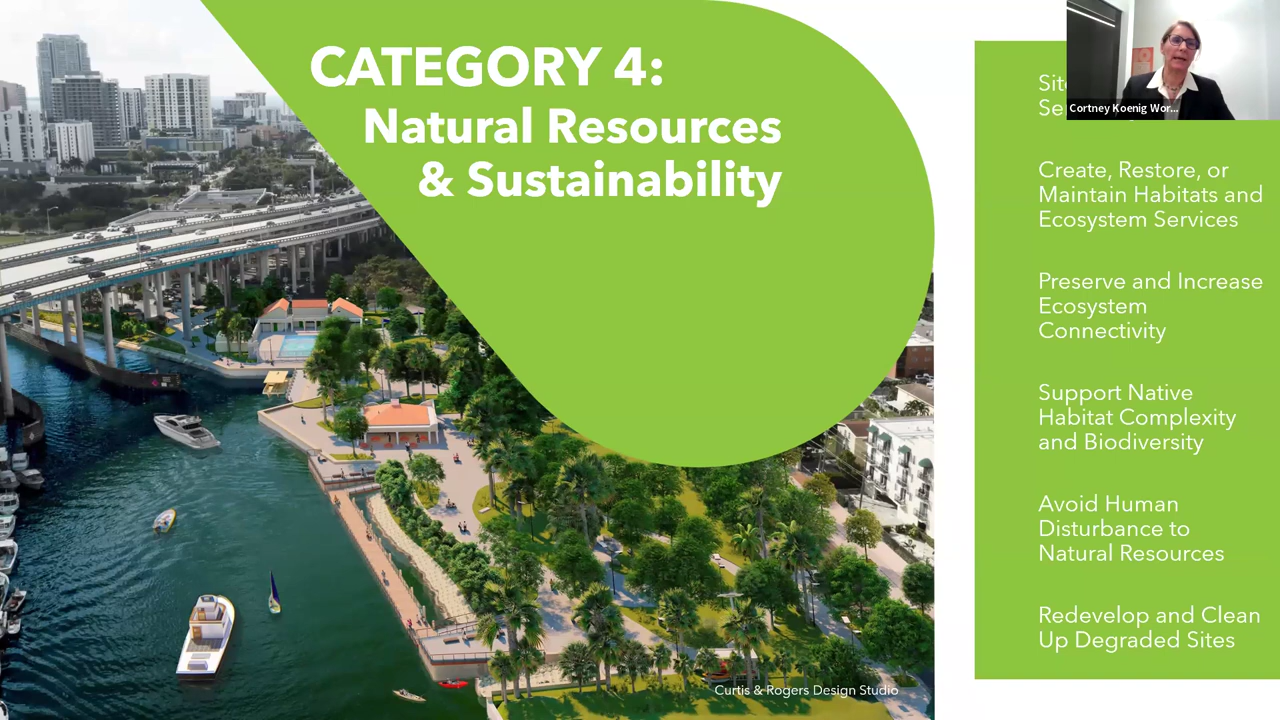 CATEGORY 4:
Natural Resources
& Sustainability
Cortney Koenig Wor...
Create, Restore, or
Maintain Habitats and
Ecosystem Services
Preserve and Increase
Ecosystem
Connectivity
Support Native
Habitat Complexity
and Biodiversity
Avoid Human
Disturbance to
Natural Resources
Redevelop and Clean
Up Degraded Sites
Curtis & Rogers Design Studio